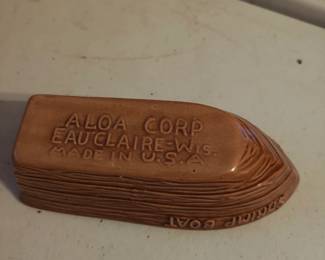 ALOA CORP
EAU CLAIRE-WIS.
MADE IN U.S.A
SHRIMP BOAT